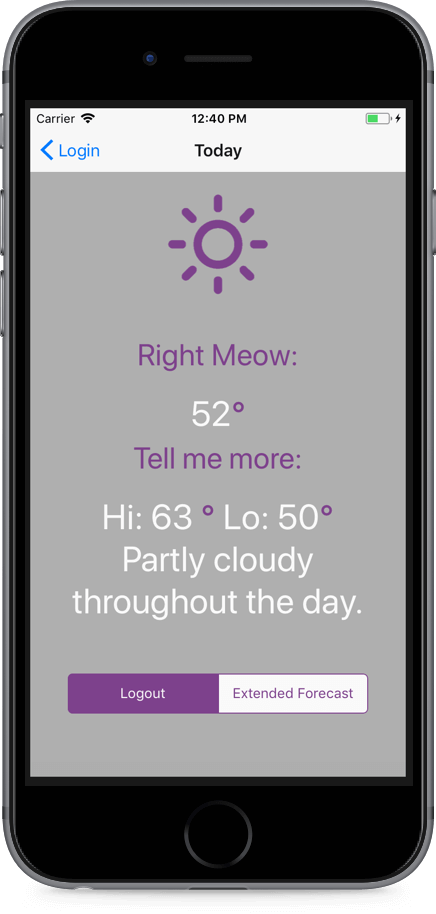 Carrier 12:40 PM
Login Today
Right Meow:
52°
Tell me more:
Hi: 63 ° Lo: 50°
Partly cloudy
throughout the day.
Logout Extended Forecast